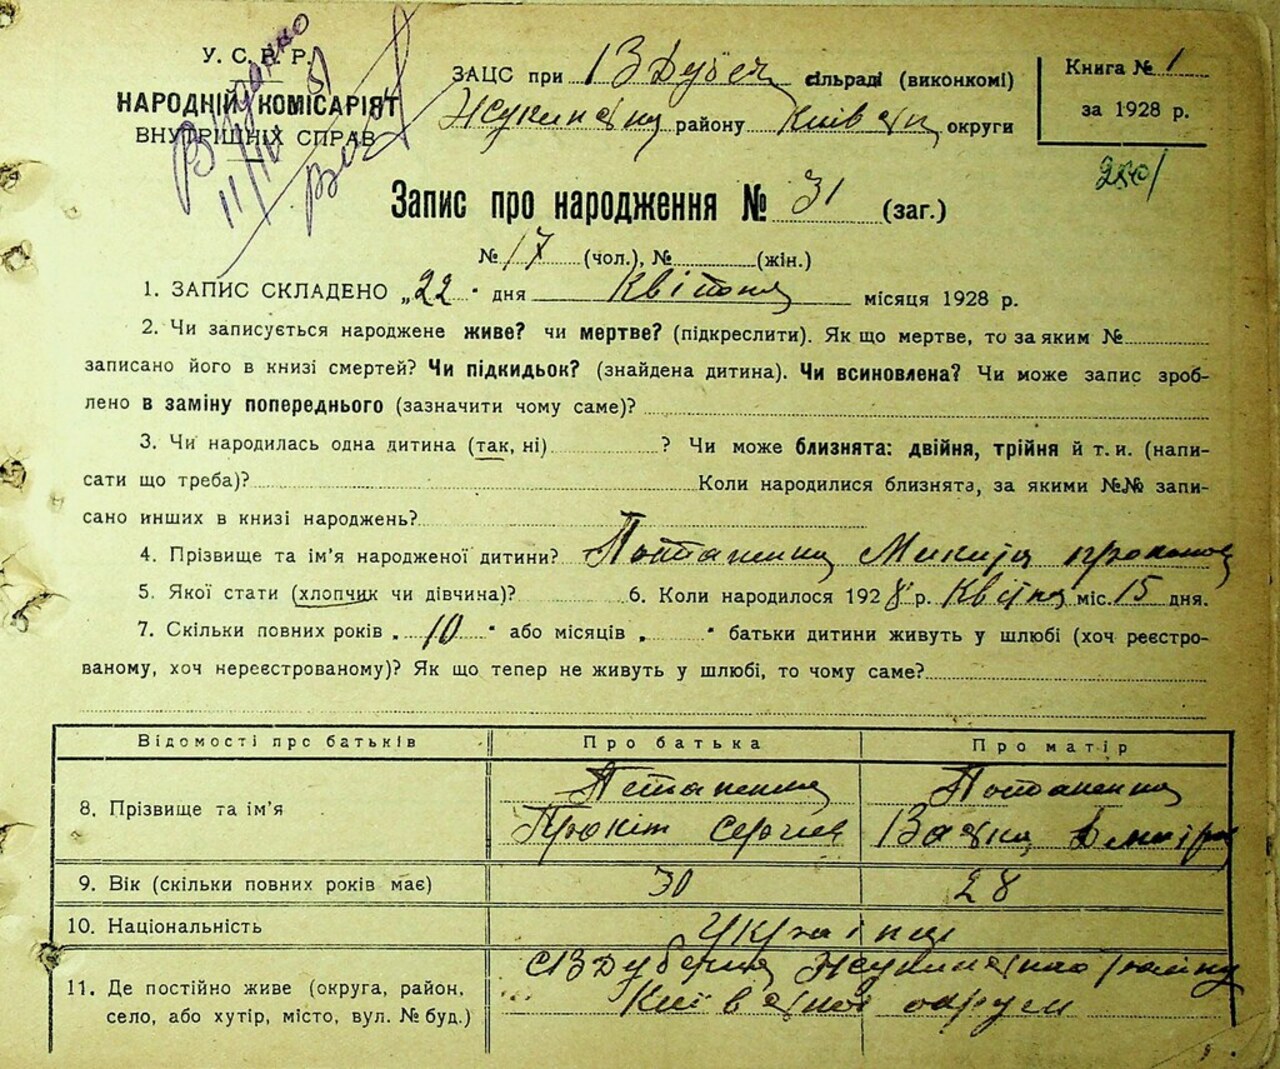 У. С. Р. Р.
НАРОДНІЙ КОМІСАРІЯТ
ВНУТРІШНІХ СПРАВ
Видано
11/IV 51
ЗАЦС при сільраді (виконкомі)
району округи
Книга № 1
за 1928 р.
Запис про народження № 31 (заг.)
№ 17 (чол.), № (жін.)
1. ЗАПИС СКЛАДЕНО „22" дня Квітня місяця 1928 р.
2. Чи записується народжене живе? чи мертве? (підкреслити). Як що мертве, то за яким №
записано його в книзі смертей? Чи підкидьок? (знайдена дитина). Чи всиновлена? Чи може запис зроб-
лено в заміну попереднього (зазначити чому саме)?
3. Чи народилась одна дитина (так, ні) ? Чи може близнята: двійня, трійня й т. и. (напи-
сати що треба)? Коли народилися близнята, за якими №№ запи-
сано инших в книзі народжень?
4. Прізвище та ім'я народженої дитини? Микита
5. Якої стати (хлопчик чи дівчина)? 6. Коли народилося 1928 р. Квітня міс. 15 дня.
7. Скільки повних років „10" або місяців „ " батьки дитини живуть у шлюбі (хоч реєстро-
ваному, хоч нереєстрованому)? Як що тепер не живуть у шлюбі, то чому саме?
Відомості про батьків Про батька Про матір
8. Прізвище та ім'я
Прокіп Сергіев
9. Вік (скільки повних років має) 30 28
10. Національність Українці
11. Де постійно живе (округа, район,
село, або хутір, місто, вул. № буд.) округи